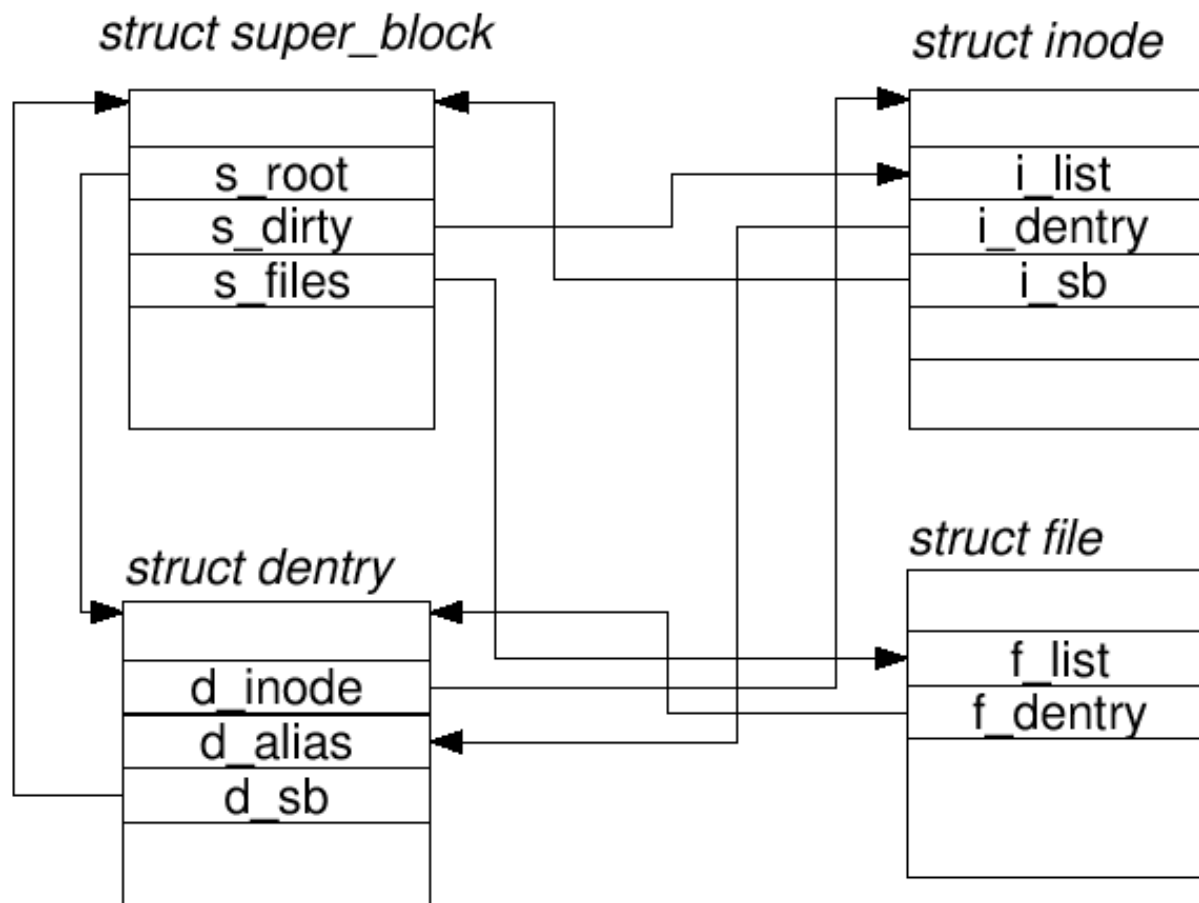 struct super_block
s_root
s_dirty
s_files
struct inode
i_list
i_dentry
i_sb
struct dentry
d_inode
d_alias
d_sb
struct file
f_list
f_dentry